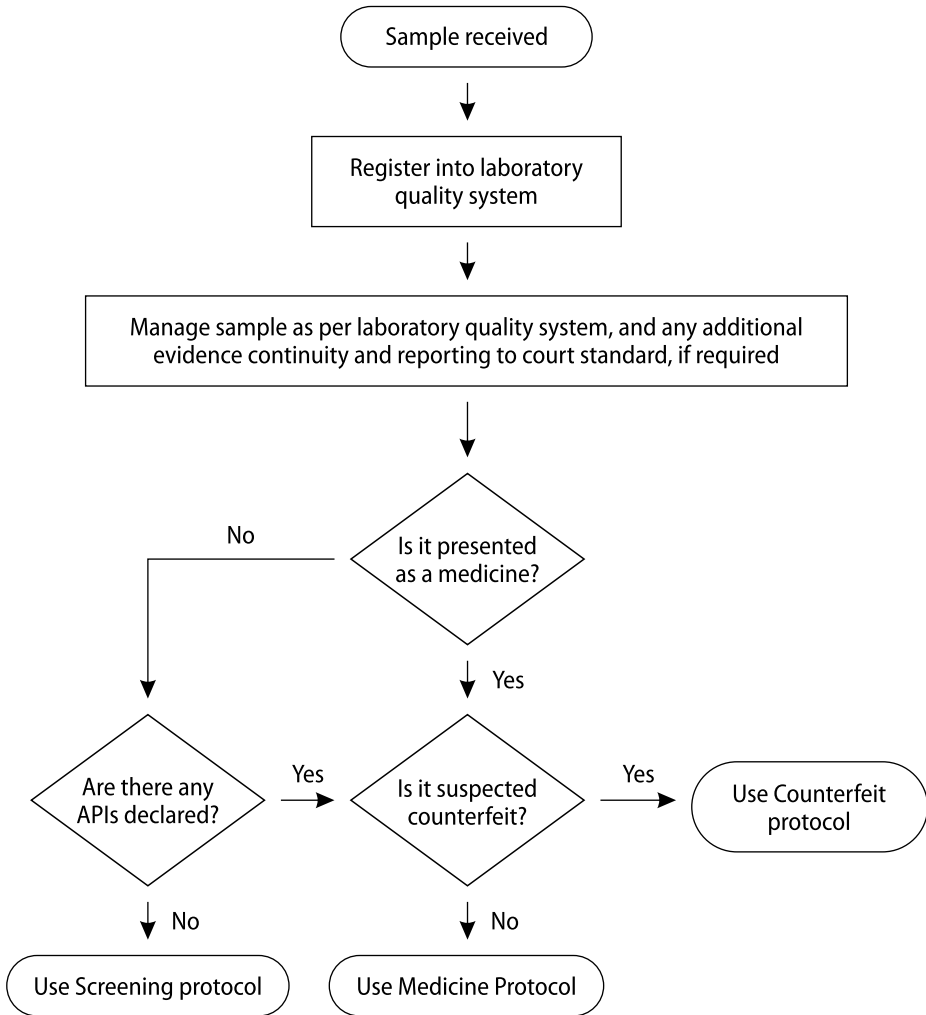 Sample received
Register into laboratory
quality system
Manage sample as per laboratory quality system, and any additional
evidence continuity and reporting to court standard, if required
No
Is it presented
as a medicine?
Yes
Are there any
APIs declared?
Yes
Is it suspected
counterfeit?
Yes
Use Counterfeit
protocol
No
No
Use Screening protocol
Use Medicine Protocol